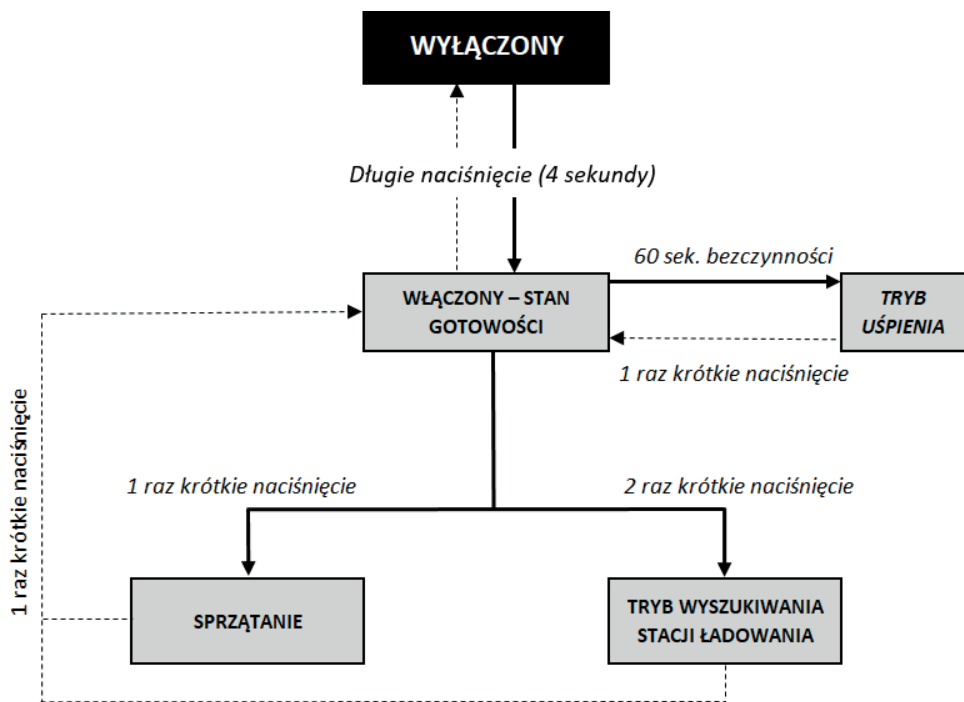 WYŁĄCZONY
Długie naciśnięcie (4 sekundy)
60 sek. bezczynności
WŁĄCZONY – STAN
GOTOWOŚCI
TRYB
UŚPIENIA
1 raz krótkie naciśnięcie
1 raz krótkie naciśnięcie
1 raz krótkie naciśnięcie
2 raz krótkie naciśnięcie
SPRZĄTANIE
TRYB WYSZUKIWANIA
STACJI ŁADOWANIA